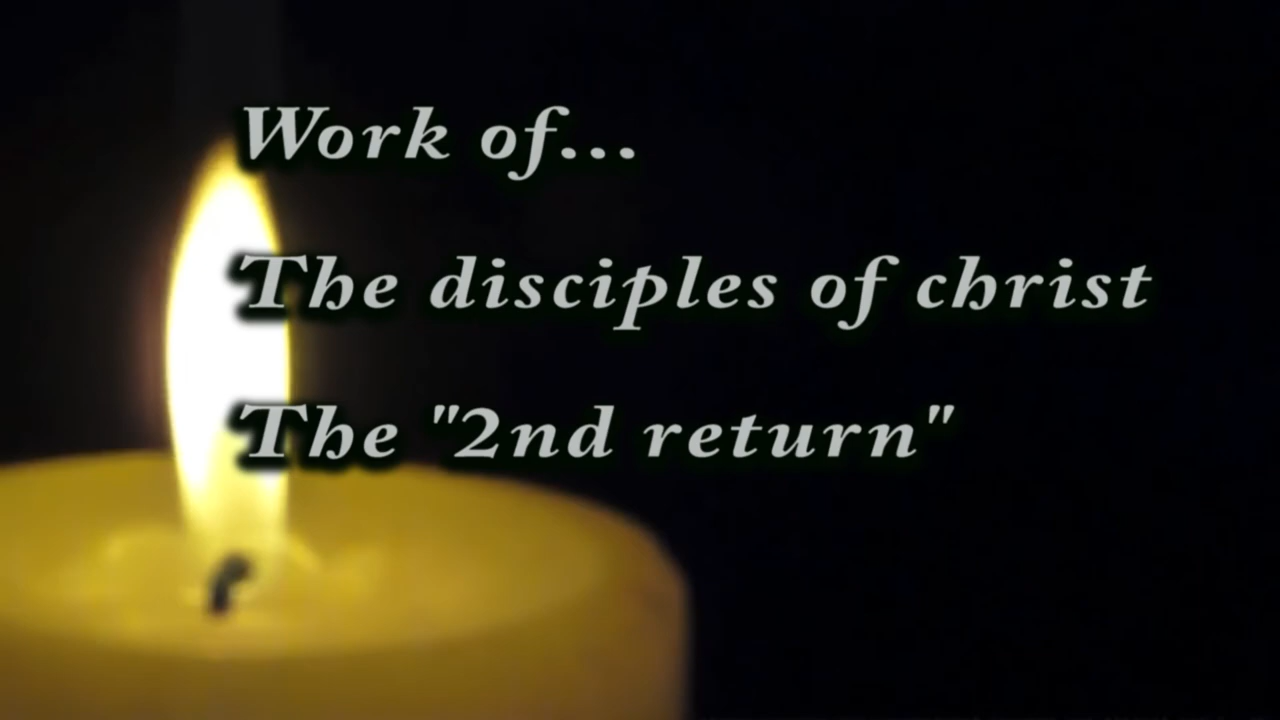 Work of...
The disciples of christ
The "2nd return"